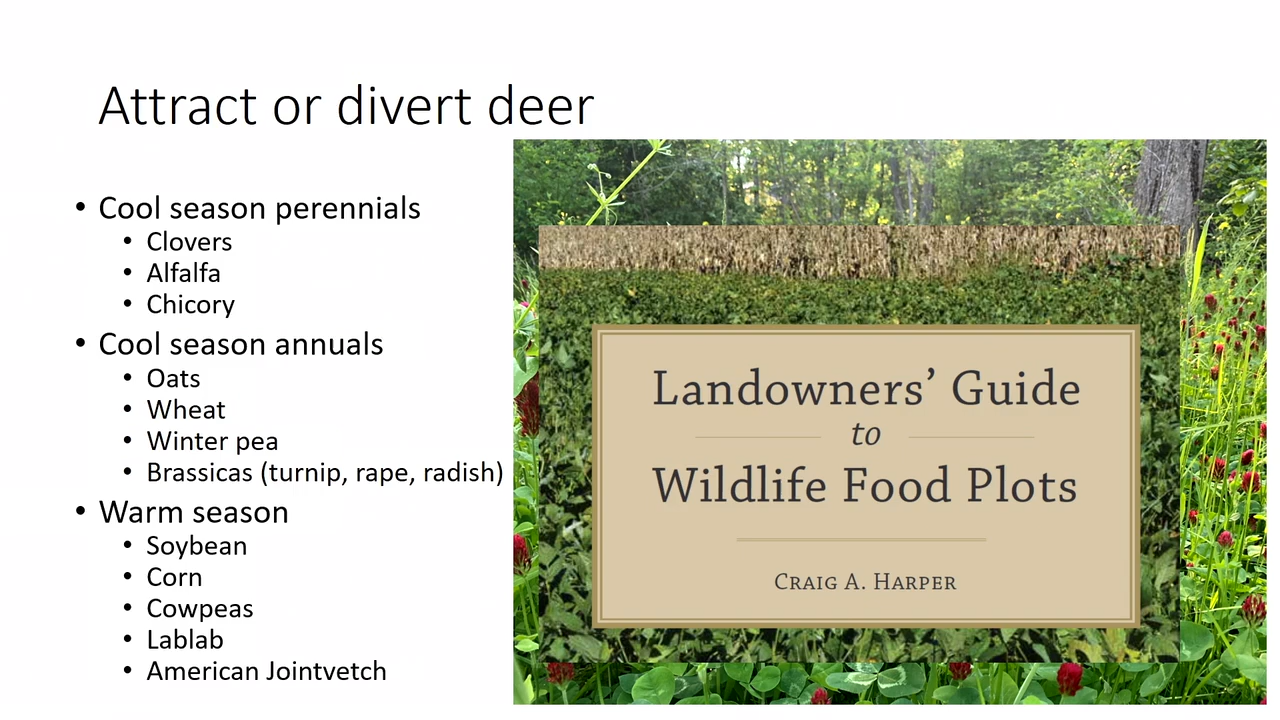 Attract or divert deer
• Cool season perennials
• Clovers
• Alfalfa
• Chicory
• Cool season annuals
• Oats
• Wheat
• Winter pea
• Brassicas (turnip, rape, radish)
• Warm season
• Soybean
• Corn
• Cowpeas
• Lablab
• American Jointvetch
Landowners’ Guide
to
Wildlife Food Plots
Craig A. Harper